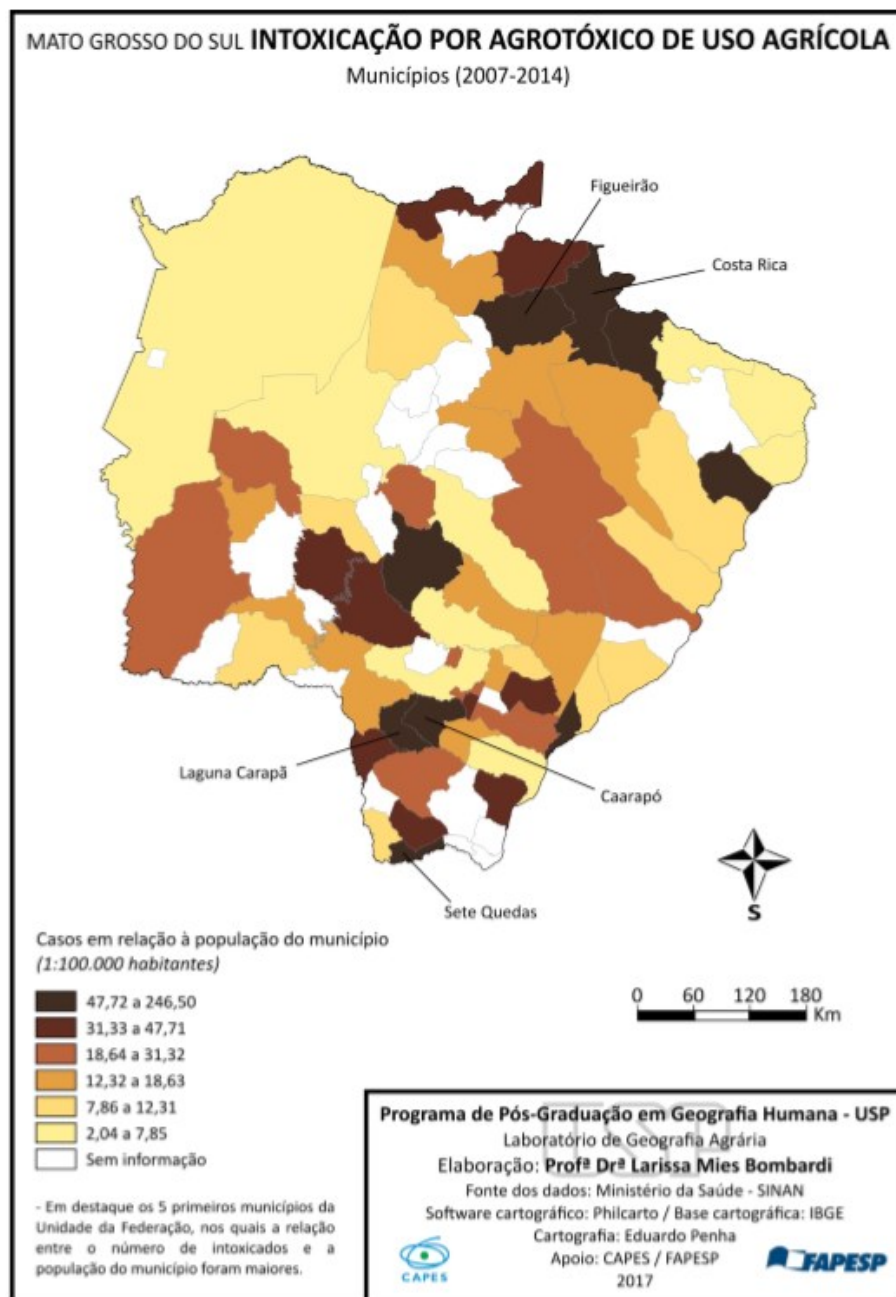 MATO GROSSO DO SUL INTOXICAÇÃO POR AGROTÓXICO DE USO AGRÍCOLA
Municípios (2007-2014)
Figueirão
Costa Rica
Laguna Carapã
Caarapó
Sete Quedas
S
Casos em relação à população do município
(1:100.000 habitantes)
47,72 a 246,50
31,33 a 47,71
18,64 a 31,32
12,32 a 18,63
7,86 a 12,31
2,04 a 7,85
Sem informação
0 60 120 180
Km
- Em destaque os 5 primeiros municípios da
Unidade da Federação, nos quais a relação
entre o número de intoxicados e a
população do município foram maiores.
USP
Programa de Pós-Graduação em Geografia Humana - USP
Laboratório de Geografia Agrária
Elaboração: Profª Drª Larissa Mies Bombardi
Fonte dos dados: Ministério da Saúde - SINAN
Software cartográfico: Philcarto / Base cartográfica: IBGE
Cartografia: Eduardo Penha
Apoio: CAPES / FAPESP
2017
CAPES
FAPESP